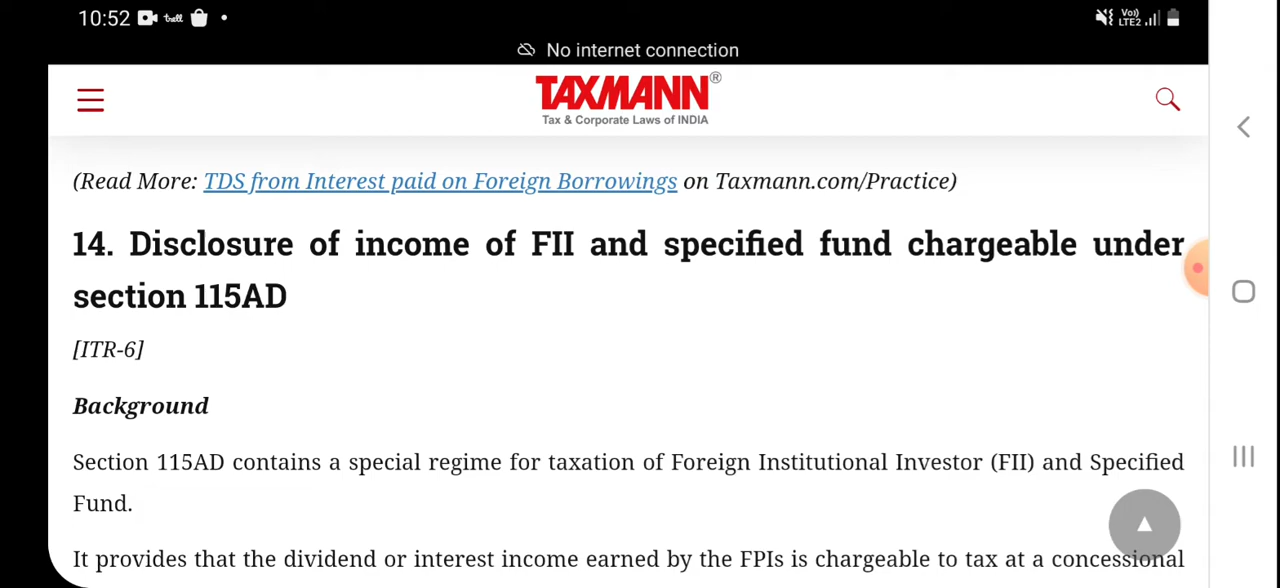 10:52 trell Vo)) LTE2
No internet connection
TAXMANN®
Tax & Corporate Laws of INDIA
(Read More: TDS from Interest paid on Foreign Borrowings on Taxmann.com/Practice)
14. Disclosure of income of FII and specified fund chargeable under
section 115AD
[ITR-6]
Background
Section 115AD contains a special regime for taxation of Foreign Institutional Investor (FII) and Specified
Fund.
It provides that the dividend or interest income earned by the FPIs is chargeable to tax at a concessional